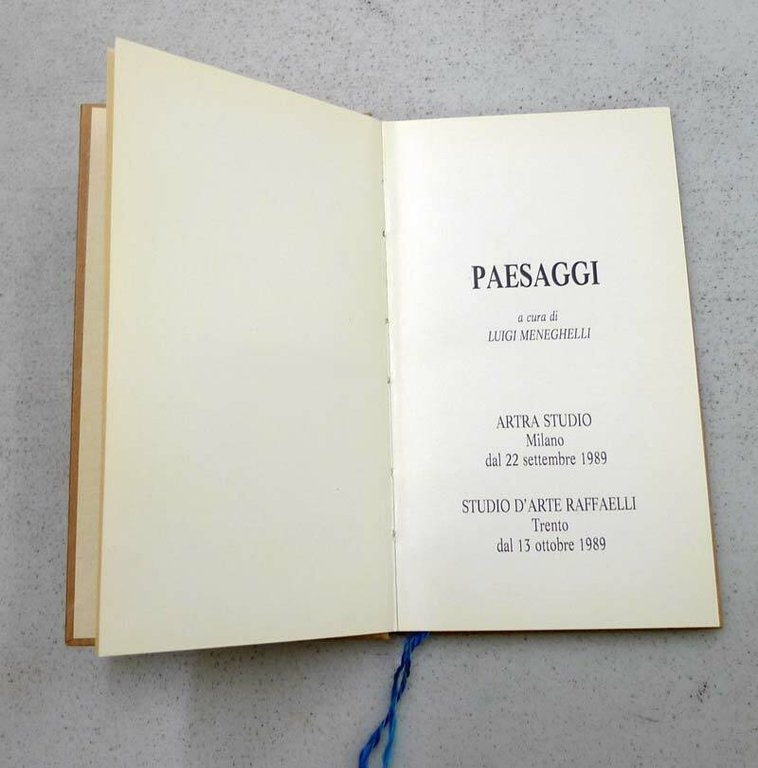 PAESAGGI
a cura di
LUIGI MENEGHELLI
ARTRA STUDIO
Milano
dal 22 settembre 1989
STUDIO D'ARTE RAFFAELLI
Trento
dal 13 ottobre 1989